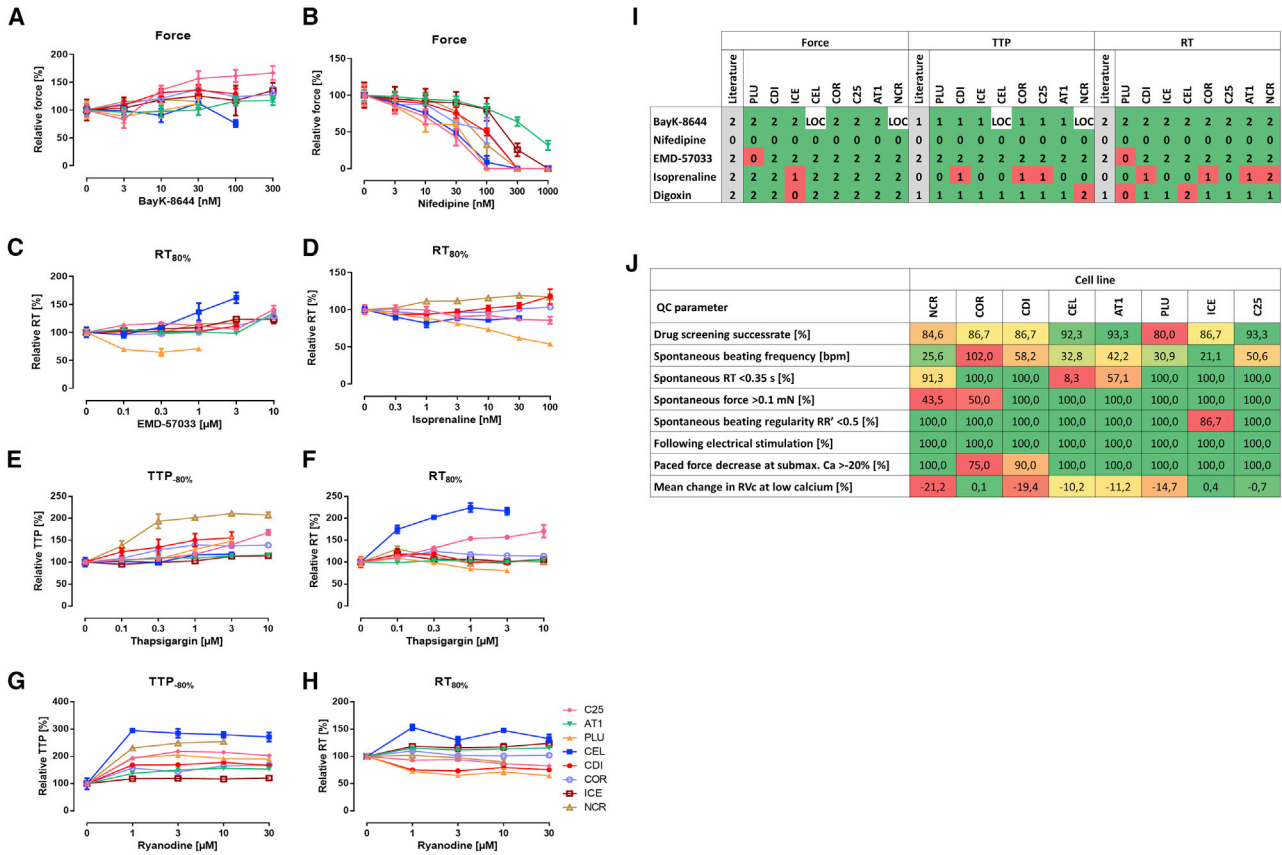 A
Force
Relative force [%]
200
150
100
50
0
0 3 10 30 100 300
BayK-8644 [nM]
B
Force
Relative force [%]
150
100
50
0
0 3 10 30 100 300 1000
Nifedipine [nM]
C
RT80%
Relative RT [%]
200
150
100
50
0
0 0.1 0.3 1 3 10
EMD-57033 [µM]
D
RT80%
Relative RT [%]
150
100
50
0
0 0.3 1 3 10 30 100
Isoprenaline [nM]
E
TTP-80%
Relative TTP [%]
250
200
150
100
50
0
0 0.1 0.3 1 3 10
Thapsigargin [µM]
F
RT80%
Relative RT [%]
250
200
150
100
50
0
0 0.1 0.3 1 3 10
Thapsigargin [µM]
G
TTP-80%
Relative TTP [%]
400
300
200
100
0
0 1 3 10 30
Ryanodine [µM]
H
RT80%
Relative RT [%]
200
150
100
50
0
0 1 3 10 30
Ryanodine [µM]
C25
AT1
PLU
CEL
CDI
COR
ICE
NCR
I
Force TTP RT
Literature PLU CDI ICE CEL COR C25 AT1 NCR Literature PLU CDI ICE CEL COR C25 AT1 NCR Literature PLU CDI ICE CEL COR C25 AT1 NCR
BayK-8644 2 2 2 2 LOC 2 2 2 LOC 1 1 1 1 LOC 1 1 1 LOC 2 2 2 2 2 2 2 2 2
Nifedipine 0 0 0 0 0 0 0 0 0 0 0 0 0 0 0 0 0 0 0 0 0 0 0 0 0 0 0
EMD-57033 2 0 2 2 2 2 2 2 2 2 2 2 2 2 2 2 2 2 2 0 2 2 2 2 2 2 2
Isoprenaline 2 2 2 1 2 2 2 2 2 0 0 1 0 0 1 1 0 0 0 0 1 0 0 1 0 1 2
Digoxin 2 2 2 0 2 2 2 2 2 1 1 1 1 1 1 1 1 2 1 0 1 1 2 1 1 1 1
J
Cell line
QC parameter NCR COR CDI CEL AT1 PLU ICE C25
Drug screening successrate [%] 84,6 86,7 86,7 92,3 93,3 80,0 86,7 93,3
Spontaneous beating frequency [bpm] 25,6 102,0 58,2 32,8 42,2 30,9 21,1 50,6
Spontaneous RT <0.35 s [%] 91,3 100,0 100,0 8,3 57,1 100,0 100,0 100,0
Spontaneous force >0.1 mN [%] 43,5 50,0 100,0 100,0 100,0 100,0 100,0 100,0
Spontaneous beating regularity RR' <0.5 [%] 100,0 100,0 100,0 100,0 100,0 100,0 86,7 100,0
Following electrical stimulation [%] 100,0 100,0 100,0 100,0 100,0 100,0 100,0 100,0
Paced force decrease at submax. Ca >-20% [%] 100,0 75,0 90,0 100,0 100,0 100,0 100,0 100,0
Mean change in RVc at low calcium [%] -21,2 0,1 -19,4 -10,2 -11,2 -14,7 0,4 -0,7